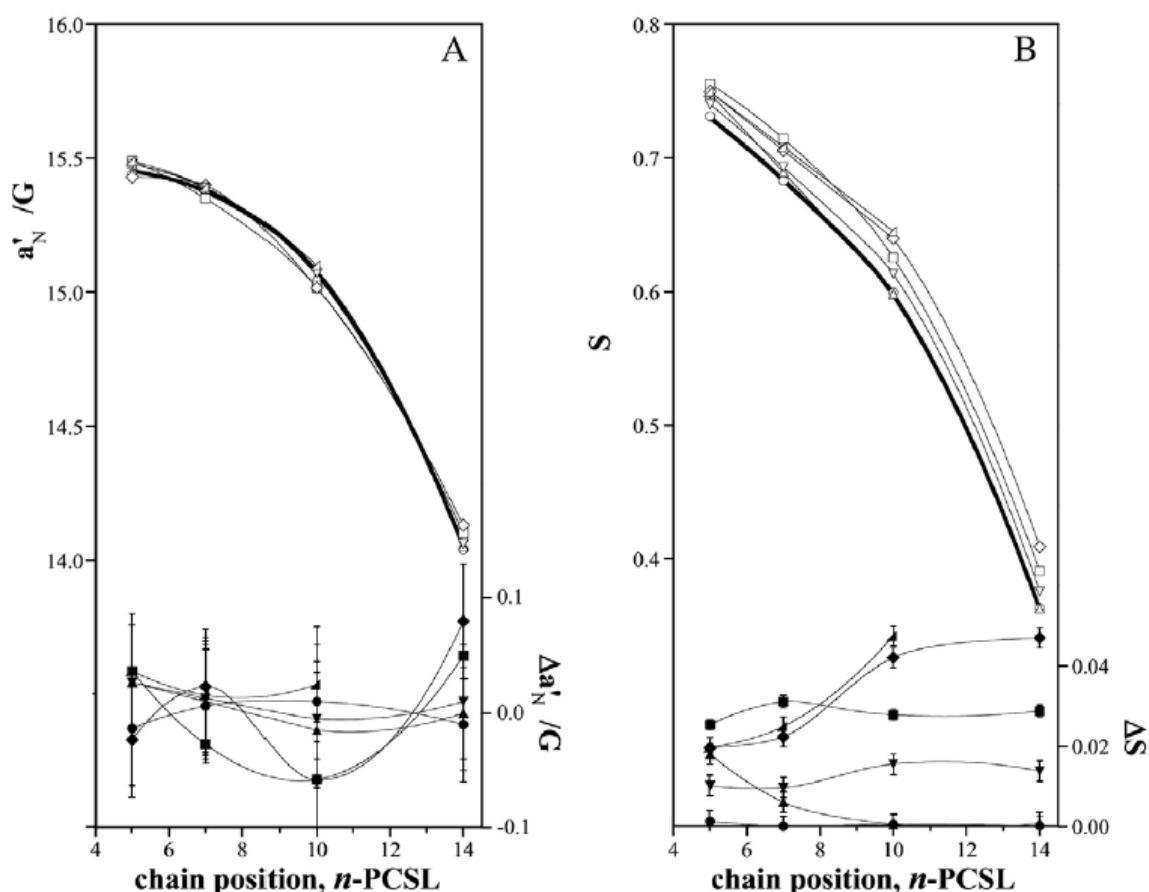 A
16.0
15.5
15.0
14.5
14.0
a'N /G
0.1
0.0
-0.1
Δa'N /G
4 6 8 10 12 14
chain position, n-PCSL
B
0.8
0.7
0.6
0.5
0.4
S
0.04
0.02
0.00
ΔS
4 6 8 10 12 14
chain position, n-PCSL